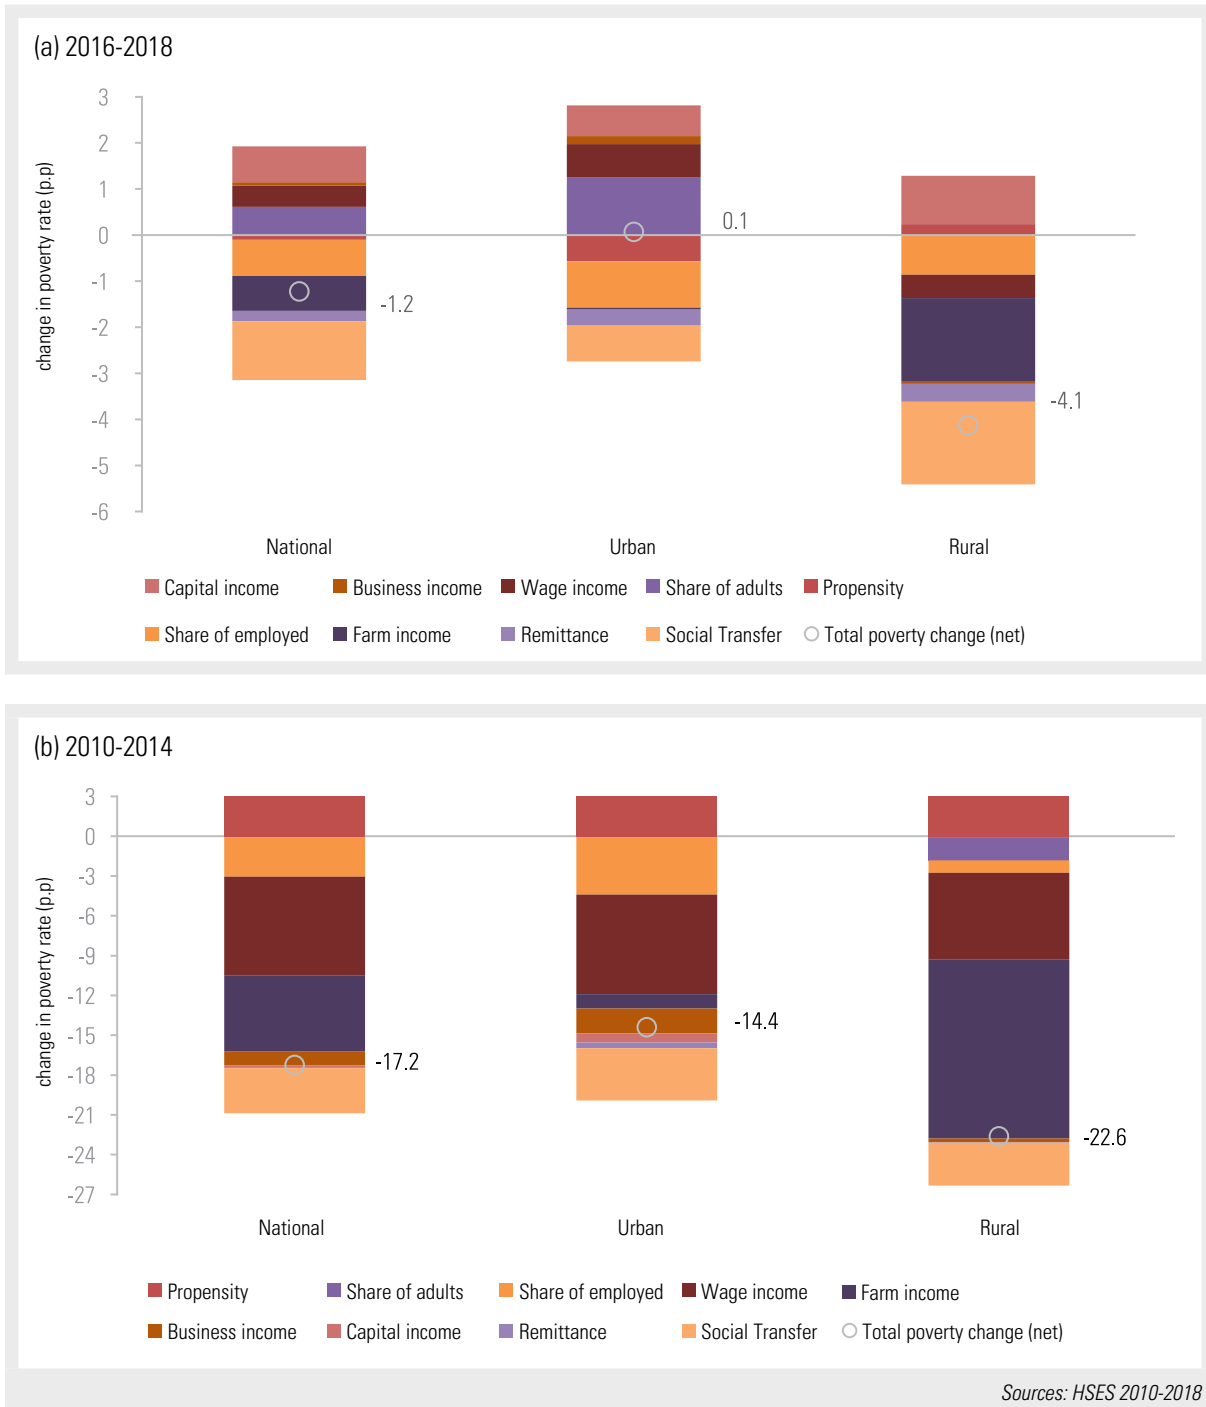 (a) 2016-2018
change in poverty rate (p.p)
3
2
1
0
-1
-2
-3
-4
-5
-6
-1.2
0.1
-4.1
National Urban Rural
Capital income Business income Wage income Share of adults Propensity
Share of employed Farm income Remittance Social Transfer Total poverty change (net)
(b) 2010-2014
change in poverty rate (p.p)
3
0
-3
-6
-9
-12
-15
-18
-21
-24
-27
-17.2
-14.4
-22.6
National Urban Rural
Propensity Share of adults Share of employed Wage income Farm income
Business income Capital income Remittance Social Transfer Total poverty change (net)
Sources: HSES 2010-2018